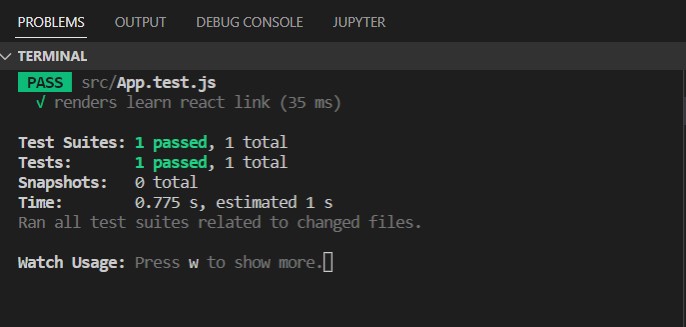 PROBLEMS OUTPUT DEBUG CONSOLE JUPYTER
TERMINAL
PASS src/App.test.js
√ renders learn react link (35 ms)
Test Suites: 1 passed, 1 total
Tests: 1 passed, 1 total
Snapshots: 0 total
Time: 0.775 s, estimated 1 s
Ran all test suites related to changed files.
Watch Usage: Press w to show more.